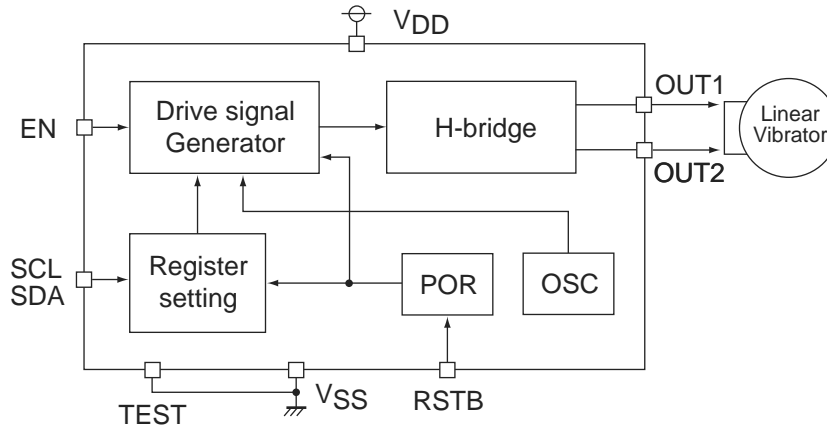 VDD
EN
Drive signal
Generator
H-bridge
OUT1
OUT2
Linear
Vibrator
SCL
SDA
Register
setting
POR
OSC
TEST
VSS
RSTB